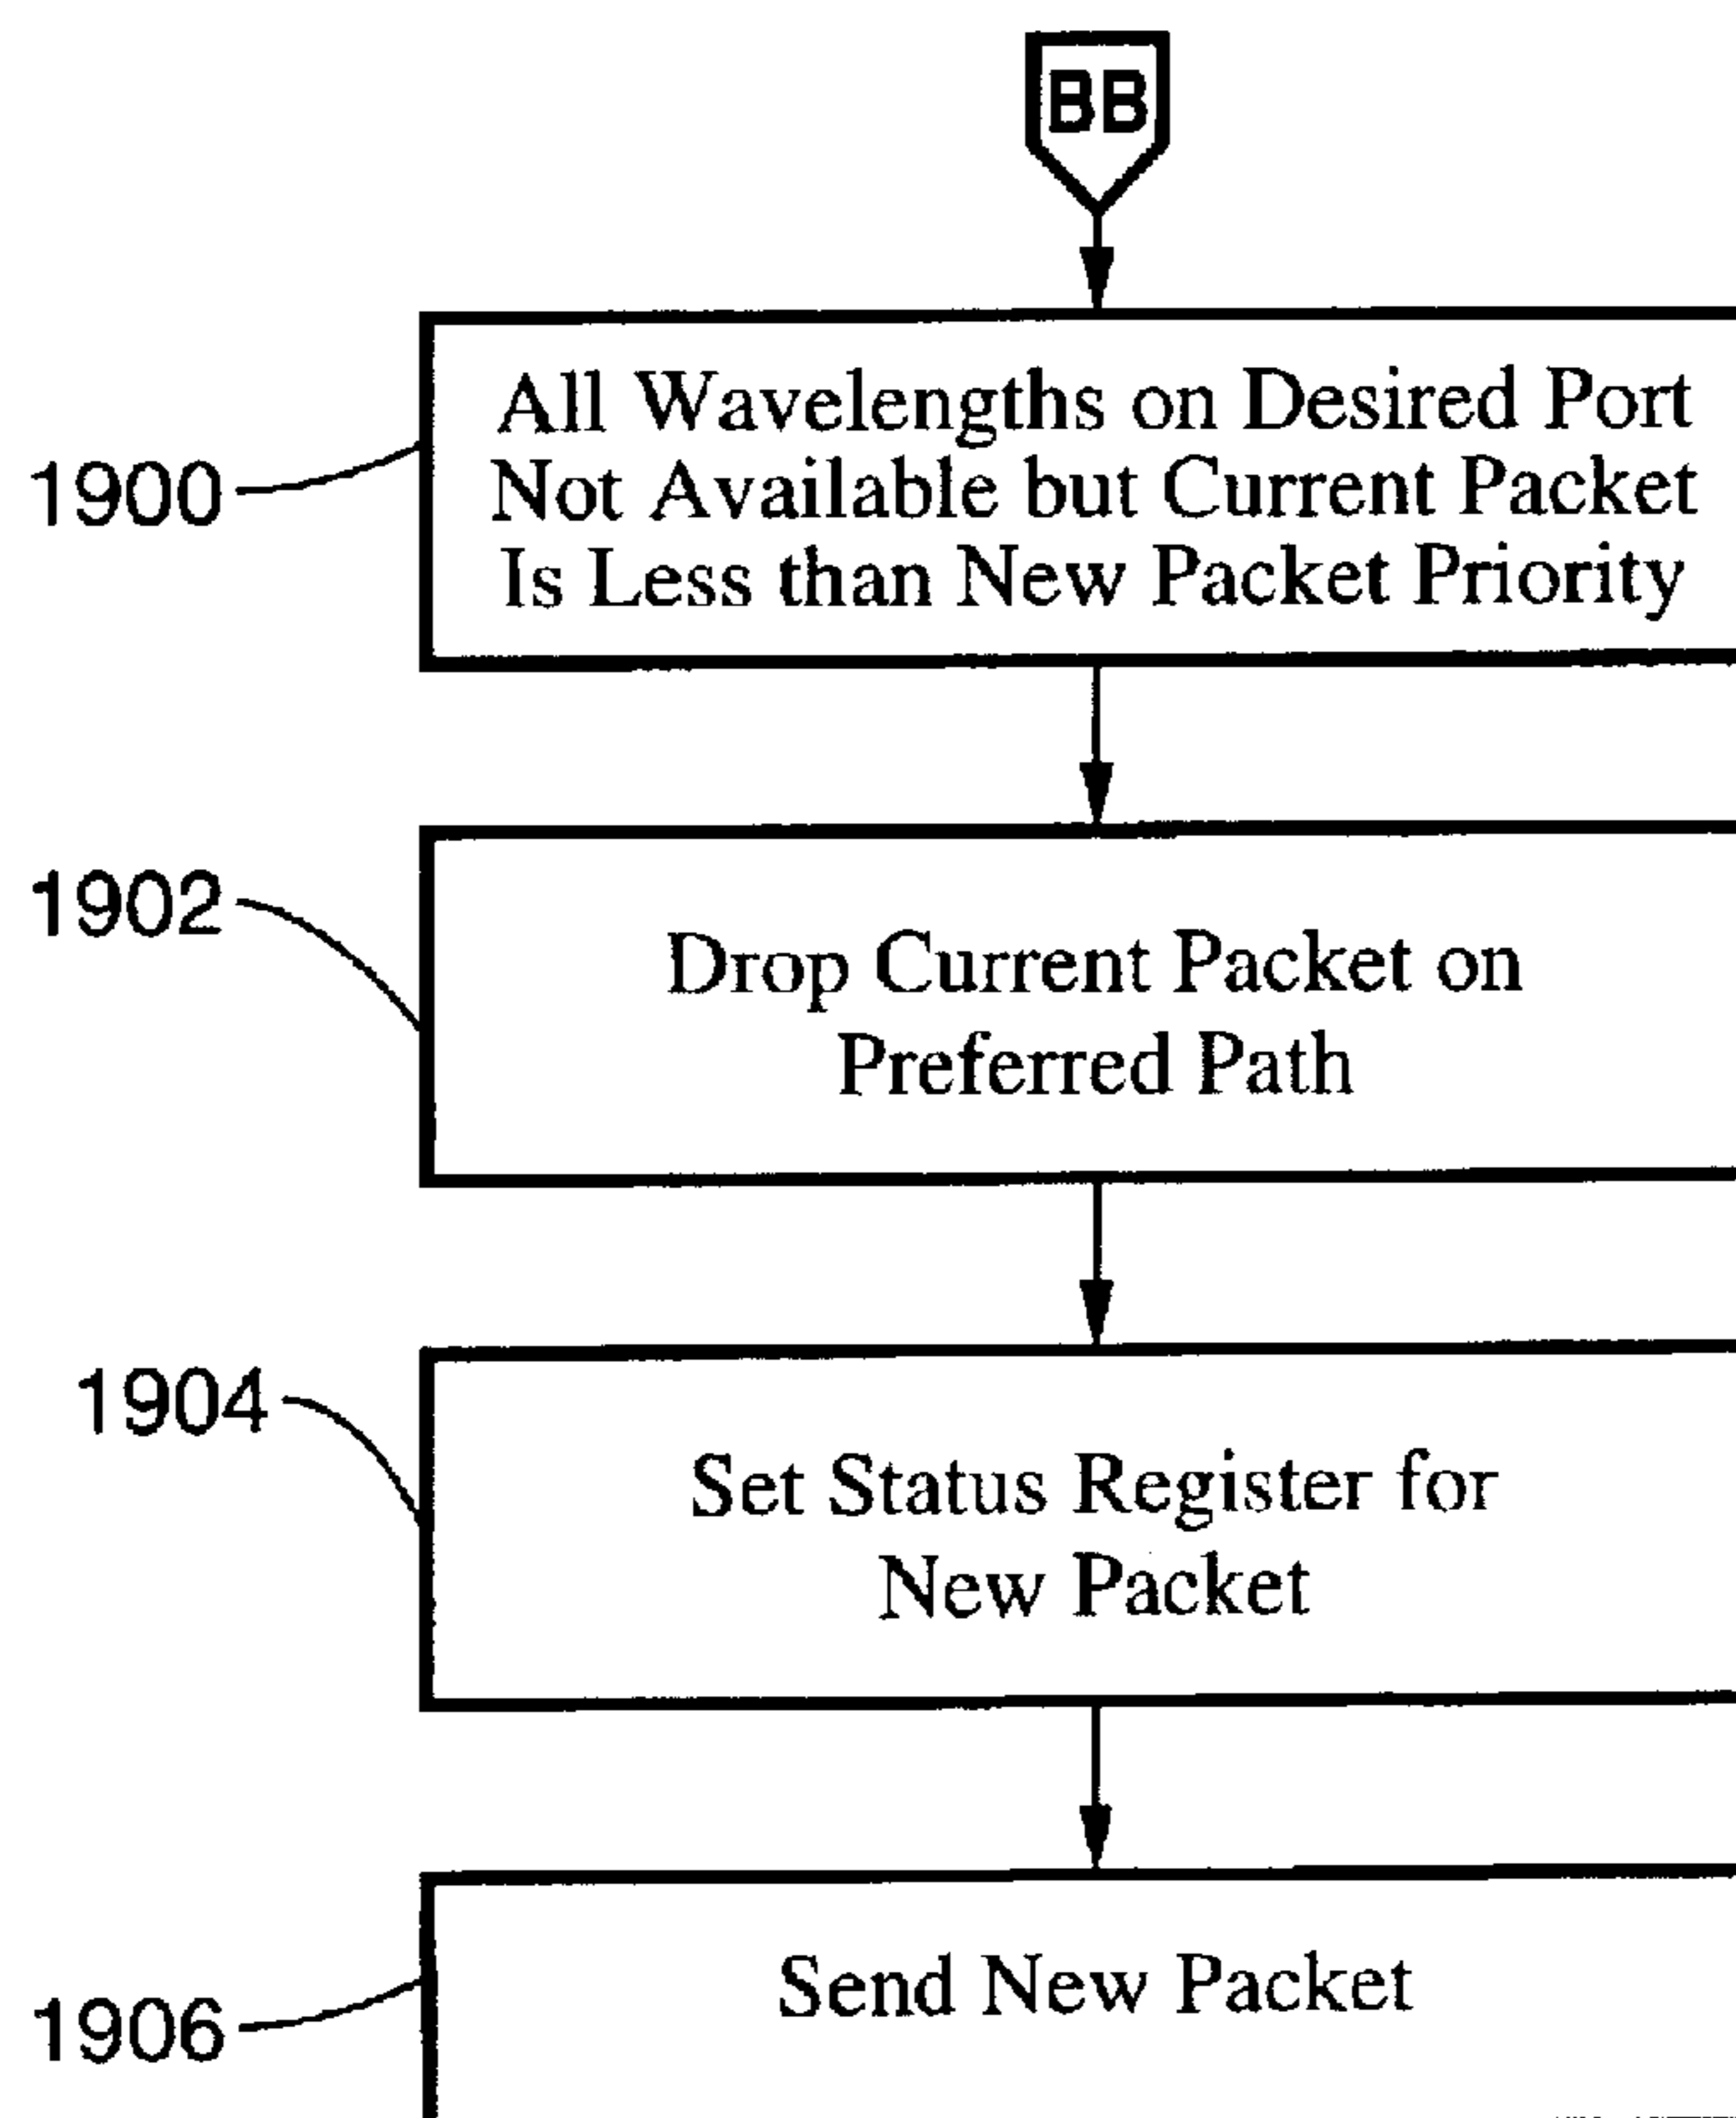 BB
1900
All Wavelengths on Desired Port
Not Available but Current Packet
Is Less than New Packet Priority
1902
Drop Current Packet on
Preferred Path
1904
Set Status Register for
New Packet
1906
Send New Packet